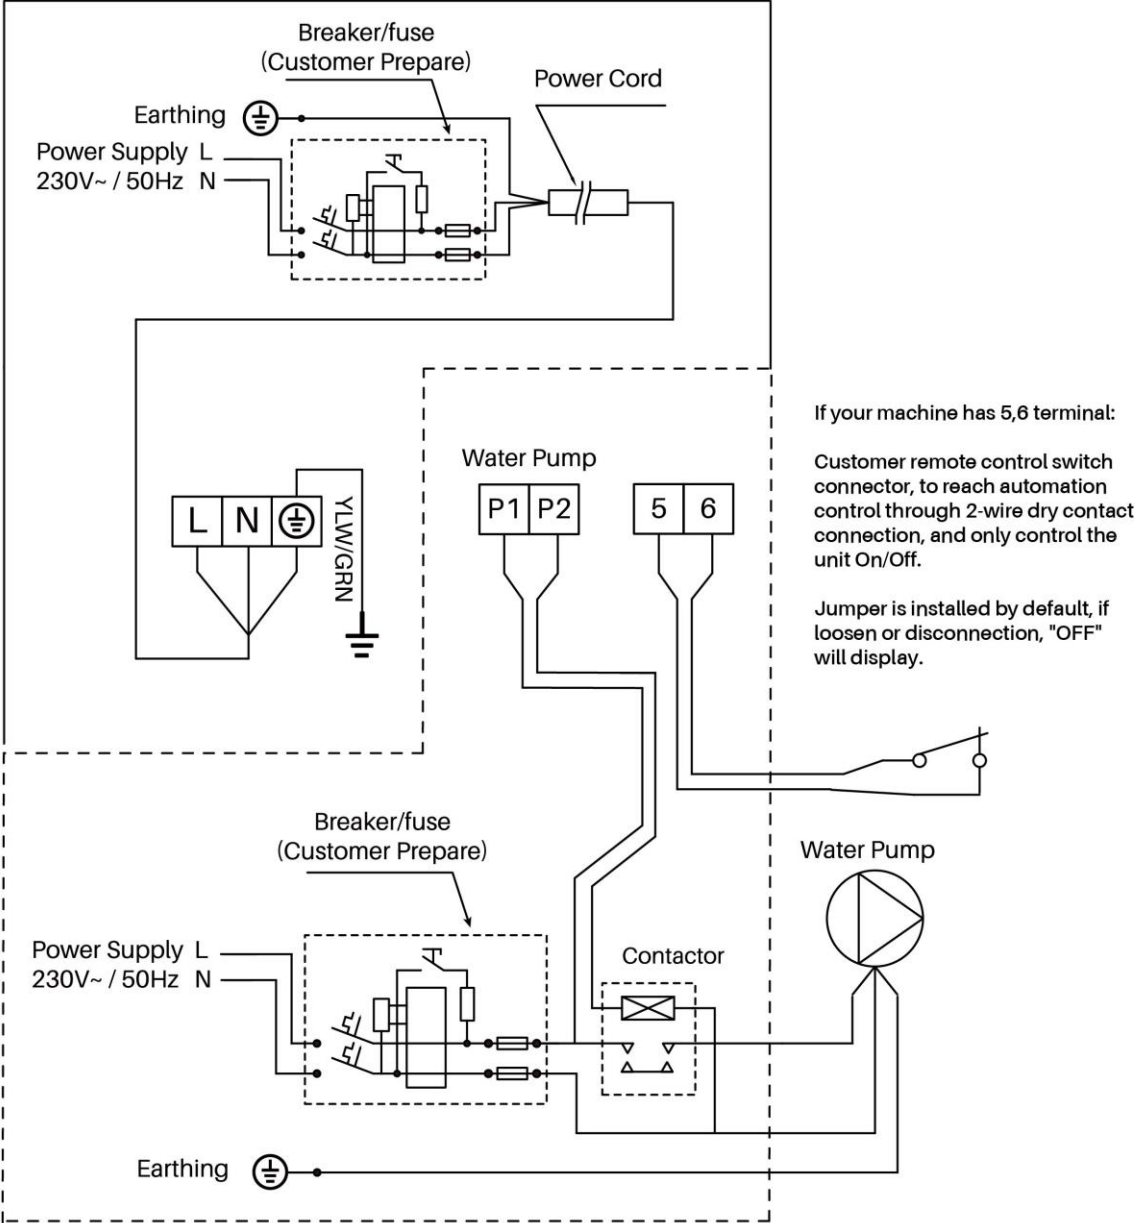 Breaker/fuse
(Customer Prepare)
Power Cord
Earthing
Power Supply L
230V~ / 50Hz N
If your machine has 5,6 terminal:
Customer remote control switch
connector, to reach automation
control through 2-wire dry contact
connection, and only control the
unit On/Off.
Jumper is installed by default, if
loosen or disconnection, "OFF"
will display.
Water Pump
L N
YLW/GRN
P1 P2
5 6
Breaker/fuse
(Customer Prepare)
Water Pump
Power Supply L
230V~ / 50Hz N
Contactor
Earthing